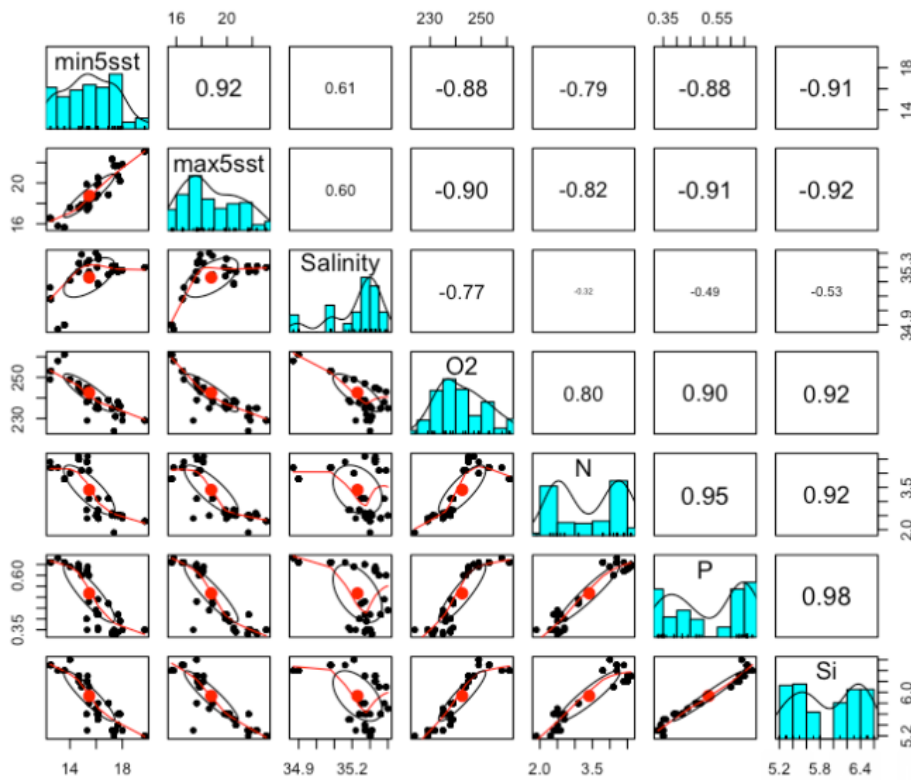 16 20 230 250 0.35 0.55
min5sst 0.92 0.61 -0.88 -0.79 -0.88 -0.91 14 18
16 20 max5sst 0.60 -0.90 -0.82 -0.91 -0.92
Salinity -0.77 -0.32 -0.49 -0.53 34.9 35.3
230 250 O2 0.80 0.90 0.92
N 0.95 0.92 2.0 3.5
0.35 0.60 P 0.98
Si 5.2 6.0
14 18 34.9 35.2 2.0 3.5 5.2 5.8 6.4